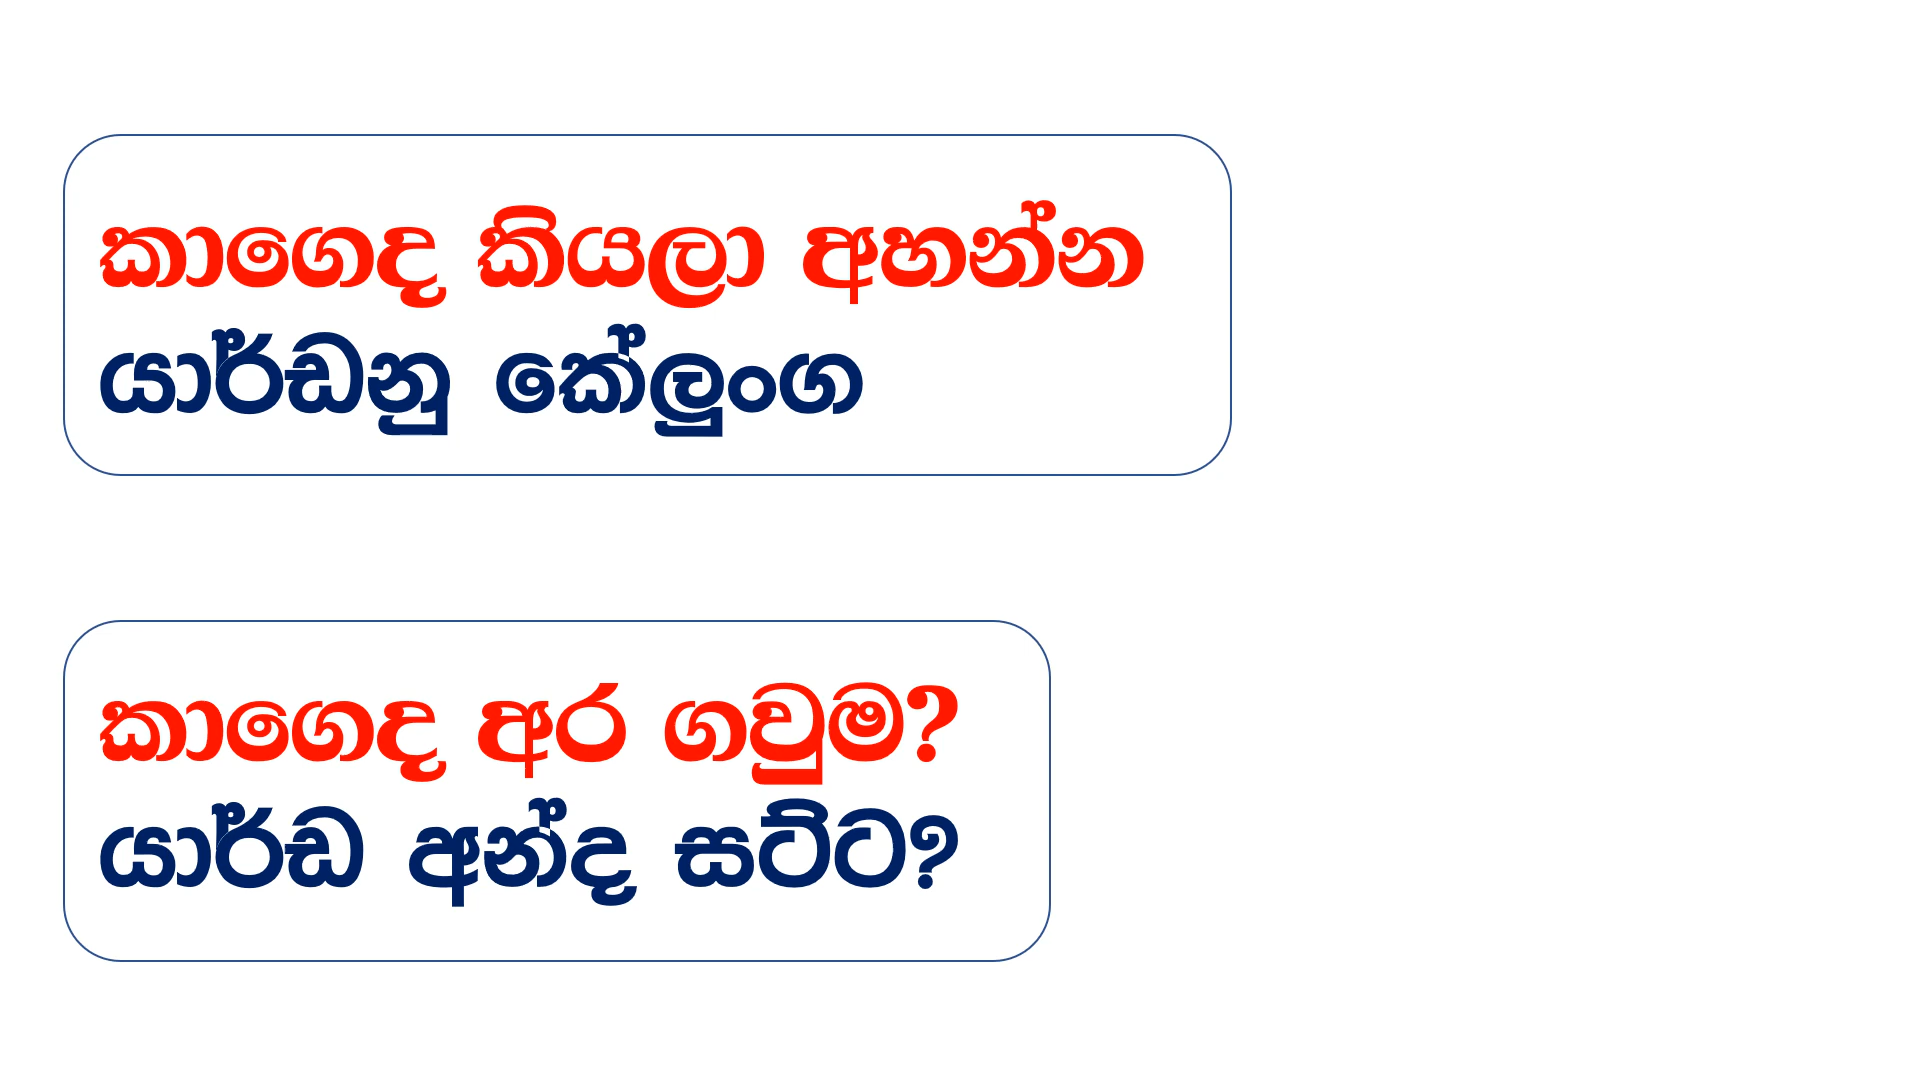 කාගෙද කියලා අහන්න
යාර්ඩනු කේලුංග
කාගෙද අර ගවුම?
යාර්ඩ අන්ද සට්ට?